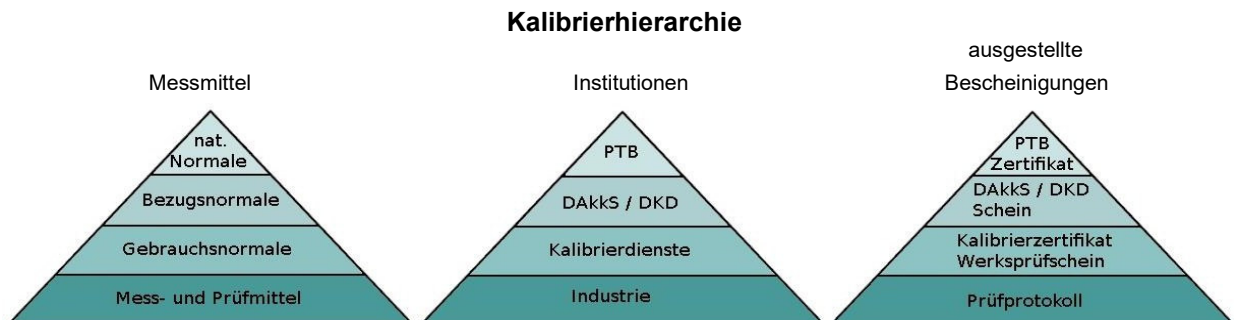 Kalibrierhierarchie
Messmittel
nat.
Normale
Bezugsnormale
Gebrauchsnormale
Mess- und Prüfmittel
Institutionen
PTB
DAkkS / DKD
Kalibrierdienste
Industrie
ausgestellte
Bescheinigungen
PTB
Zertifikat
DAkkS / DKD
Schein
Kalibrierzertifikat
Werksprüfschein
Prüfprotokoll